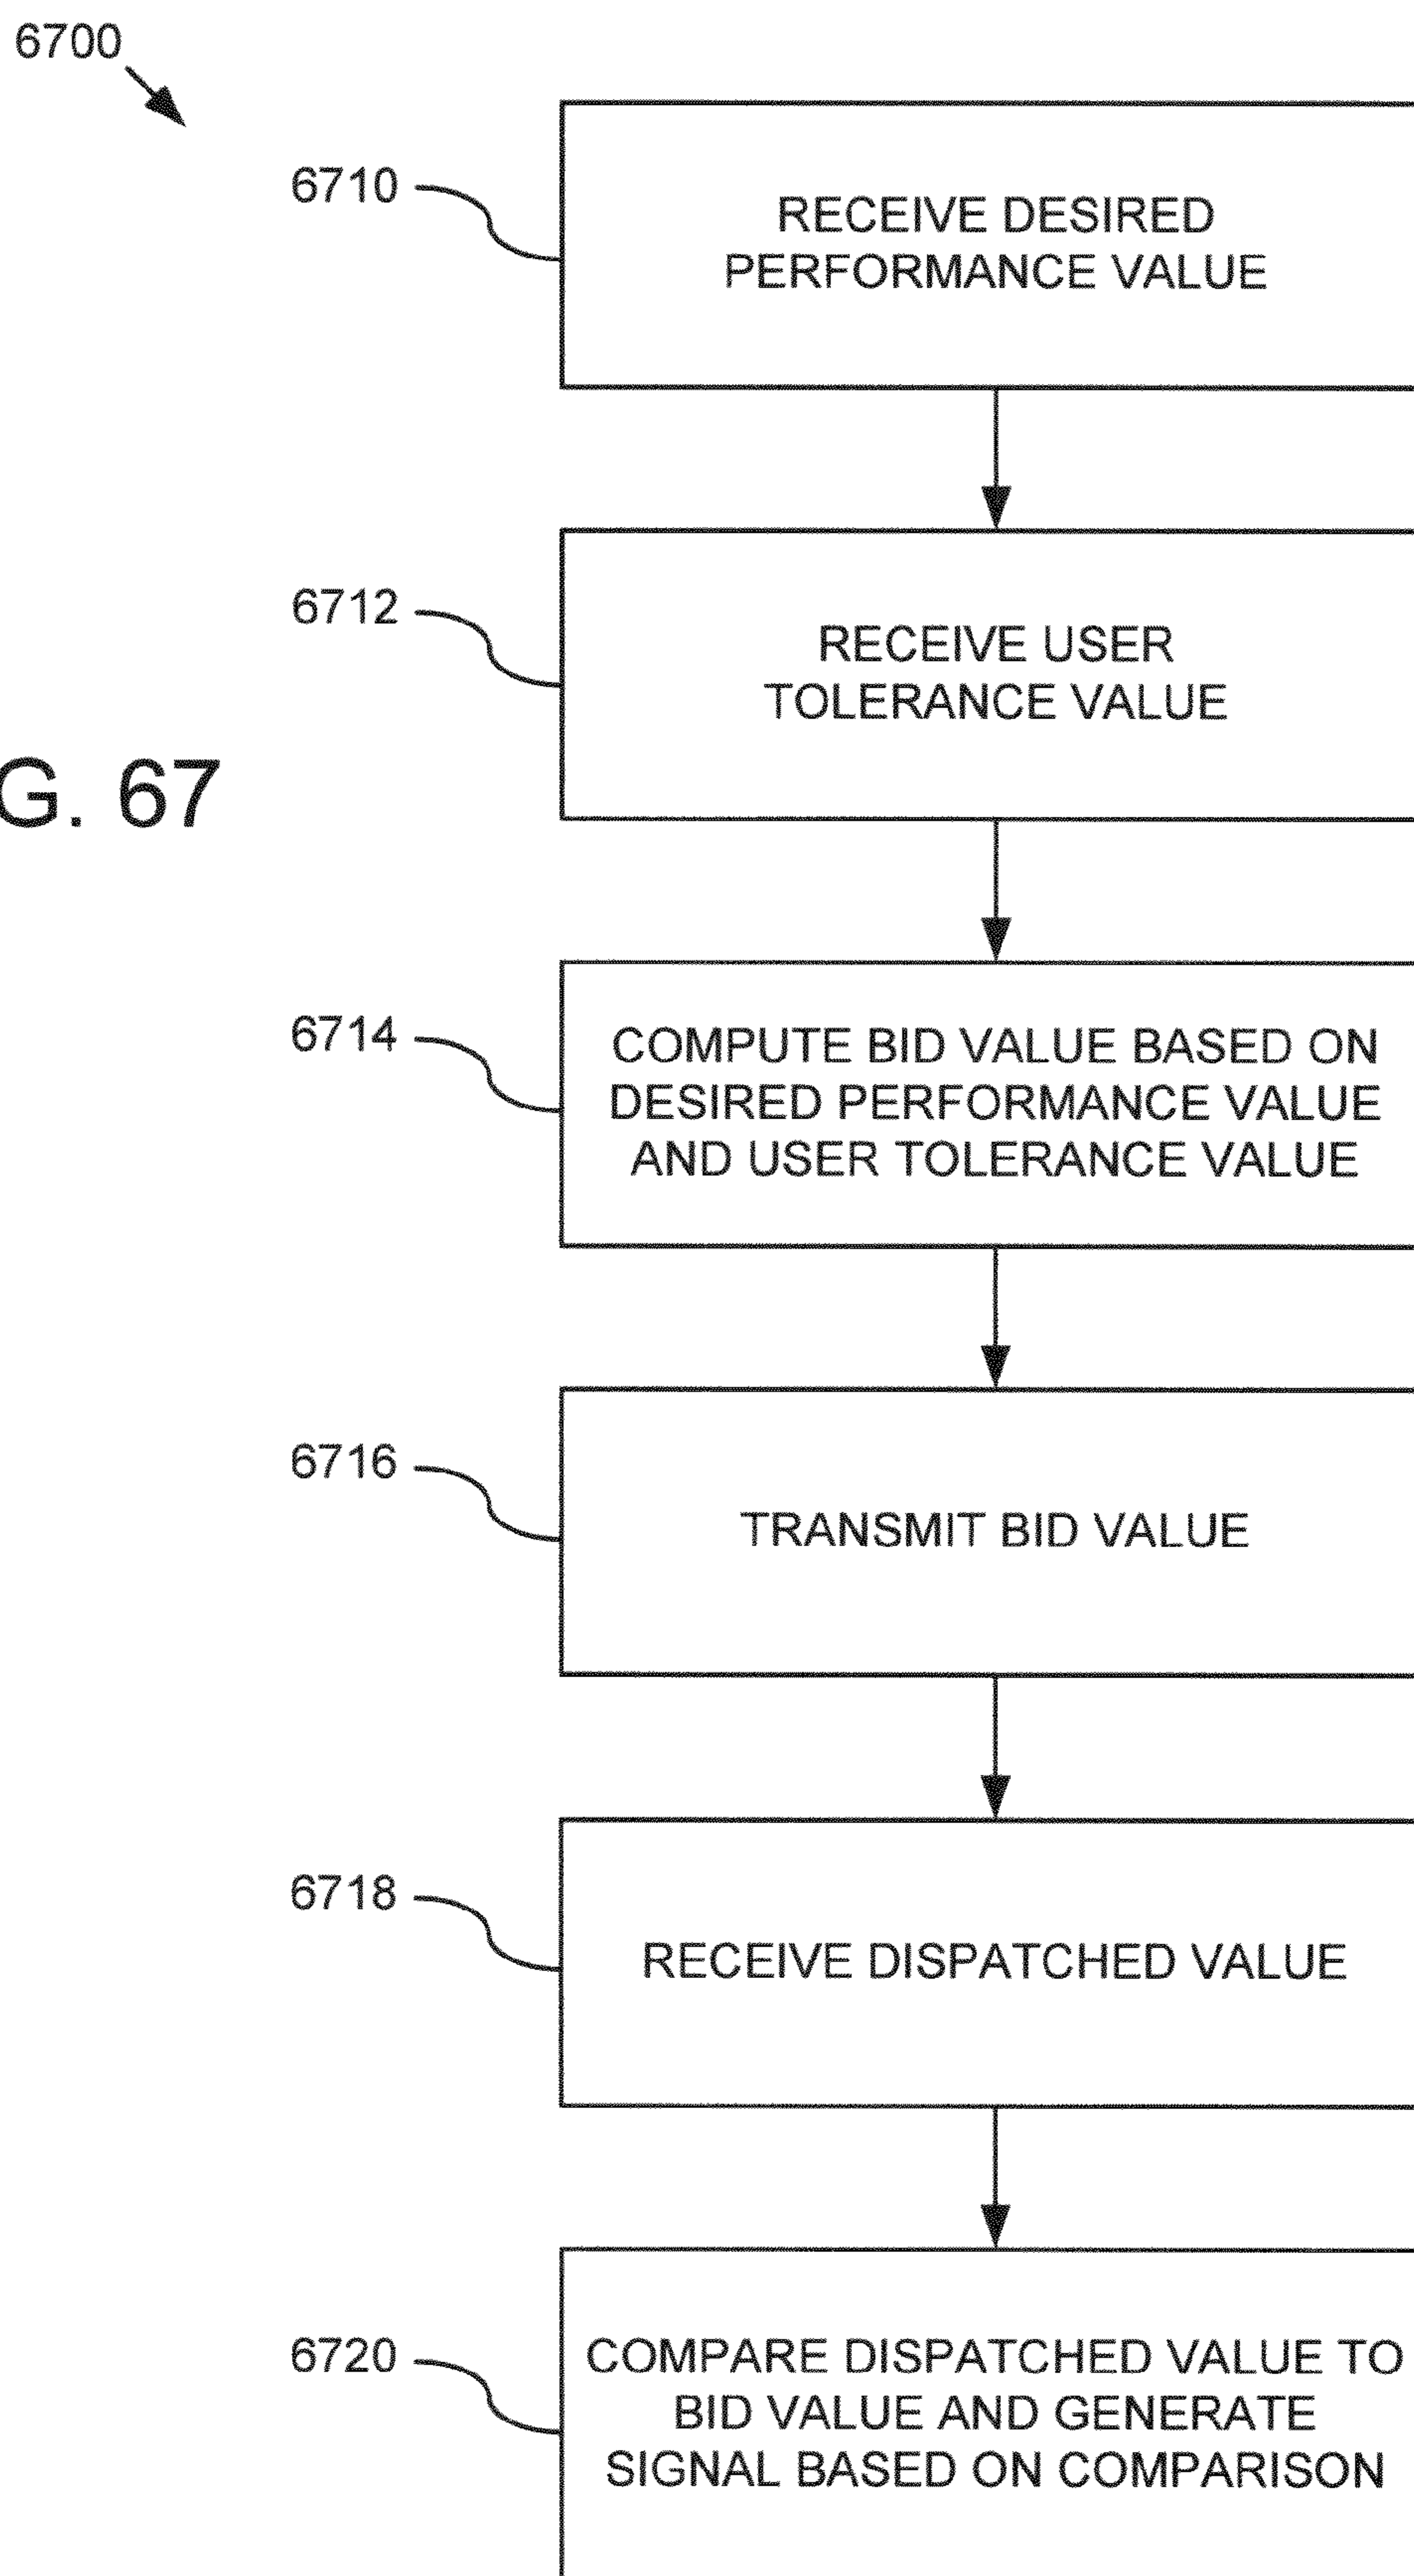 6700
6710
RECEIVE DESIRED
PERFORMANCE VALUE
6712
RECEIVE USER
TOLERANCE VALUE
G. 67
6714
COMPUTE BID VALUE BASED ON
DESIRED PERFORMANCE VALUE
AND USER TOLERANCE VALUE
6716
TRANSMIT BID VALUE
6718
RECEIVE DISPATCHED VALUE
6720
COMPARE DISPATCHED VALUE TO
BID VALUE AND GENERATE
SIGNAL BASED ON COMPARISON